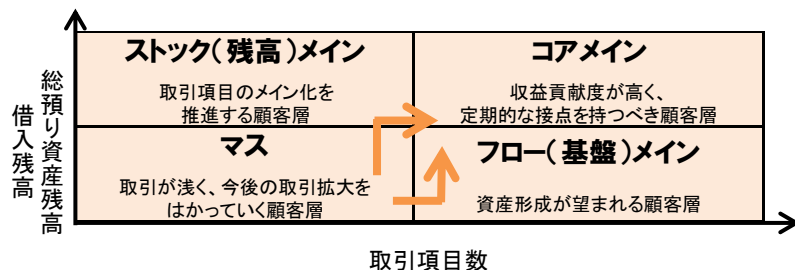 ストック(残高)メイン
取引項目のメイン化を
推進する顧客層
コアメイン
収益貢献度が高く、
定期的な接点を持つべき顧客層
マス
取引が浅く、今後の取引拡大を
はかっていく顧客層
フロー(基盤)メイン
資産形成が望まれる顧客層
総預り資産残高
借入残高
取引項目数